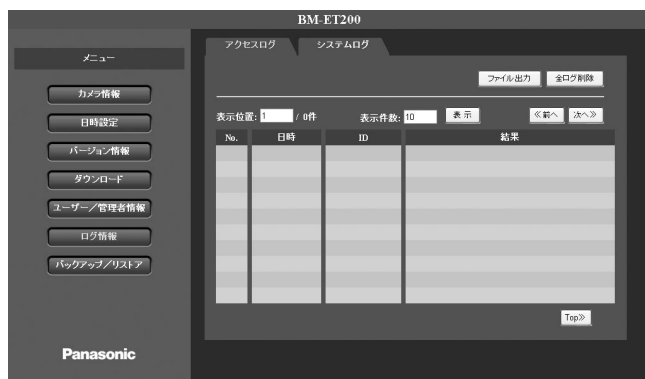 BM-ET200
メニュー
カメラ情報
日時設定
バージョン情報
ダウンロード
ユーザー／管理者情報
ログ情報
バックアップ／リストア
Panasonic
アクセスログ システムログ
ファイル出力 全ログ削除
表示位置: 1 / 0件 表示件数: 10 表示 ≪前へ 次へ≫
No. 日時 ID 結果
Top≫